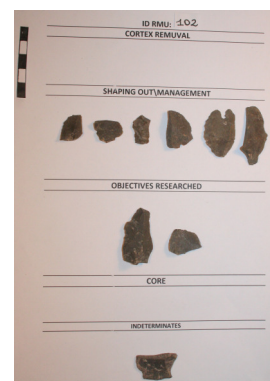 ID RMU: 102
CORTEX REMUVAL
SHAPING OUT\MANAGEMENT
OBJECTIVES RESEARCHED
CORE
INDETERMINATES